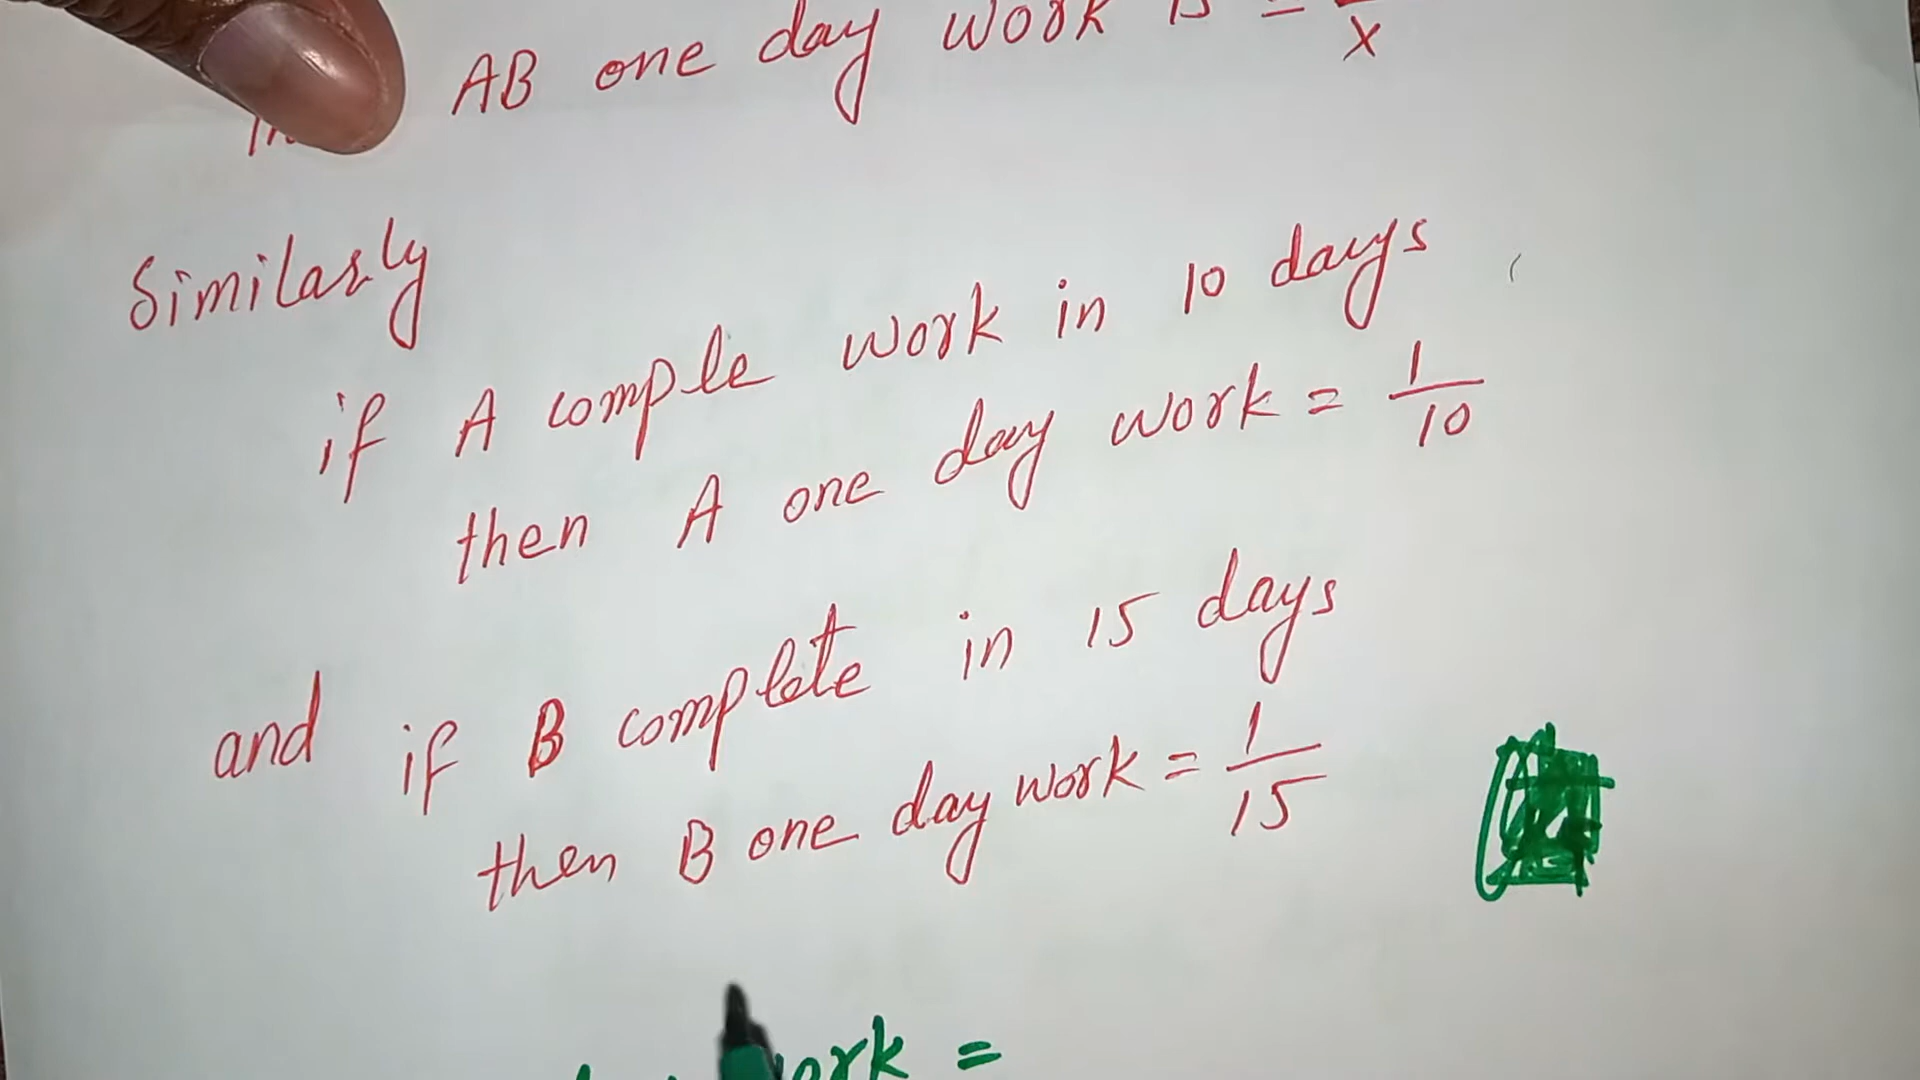 AB one day work is = x
Similarly
if A comple work in 10 days
then A one day work = 1/10
and if B complete in 15 days
then B one day work = 1/15
work =